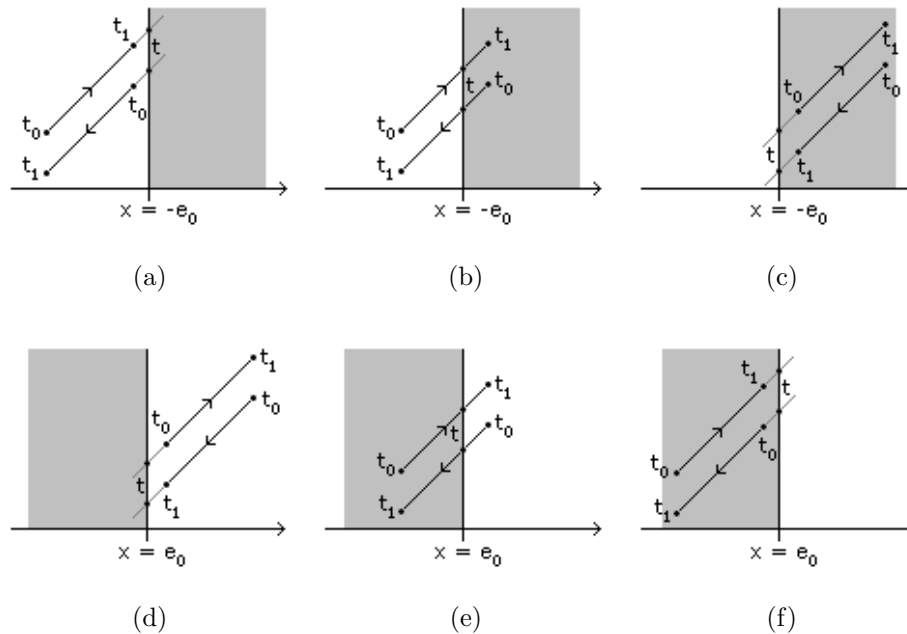 t1 t t0 t0 t1
x = -e0
(a)
t1 t0 t t0 t1
x = -e0
(b)
t1 t0 t0 t t1
x = -e0
(c)
t1 t0 t0 t t1
x = e0
(d)
t1 t0 t t0 t1
x = e0
(e)
t1 t t0 t0 t1
x = e0
(f)